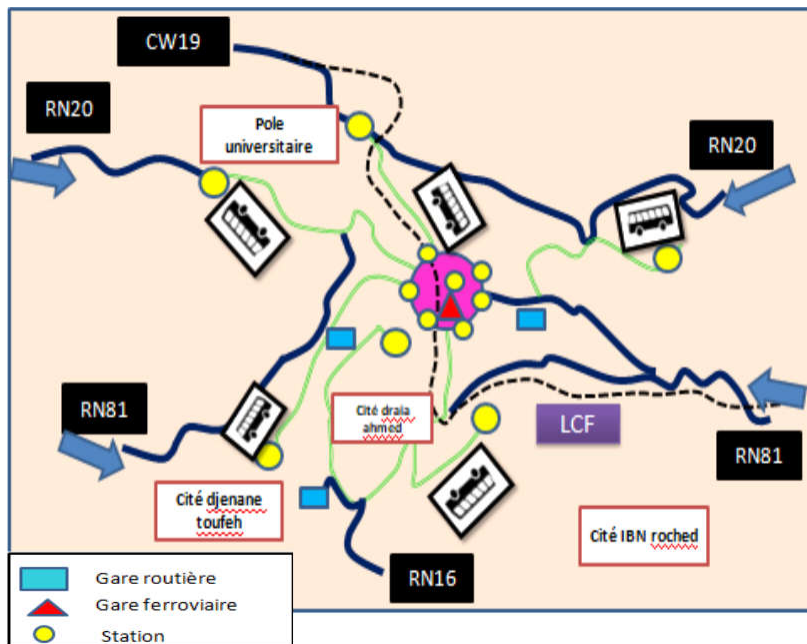 CW19
RN20
Pole
universitaire
RN20
RN81
Cité draia
ahmed
LCF
RN81
Cité djenane
toufeh
Cité IBN roched
RN16
Gare routière
Gare ferroviaire
Station